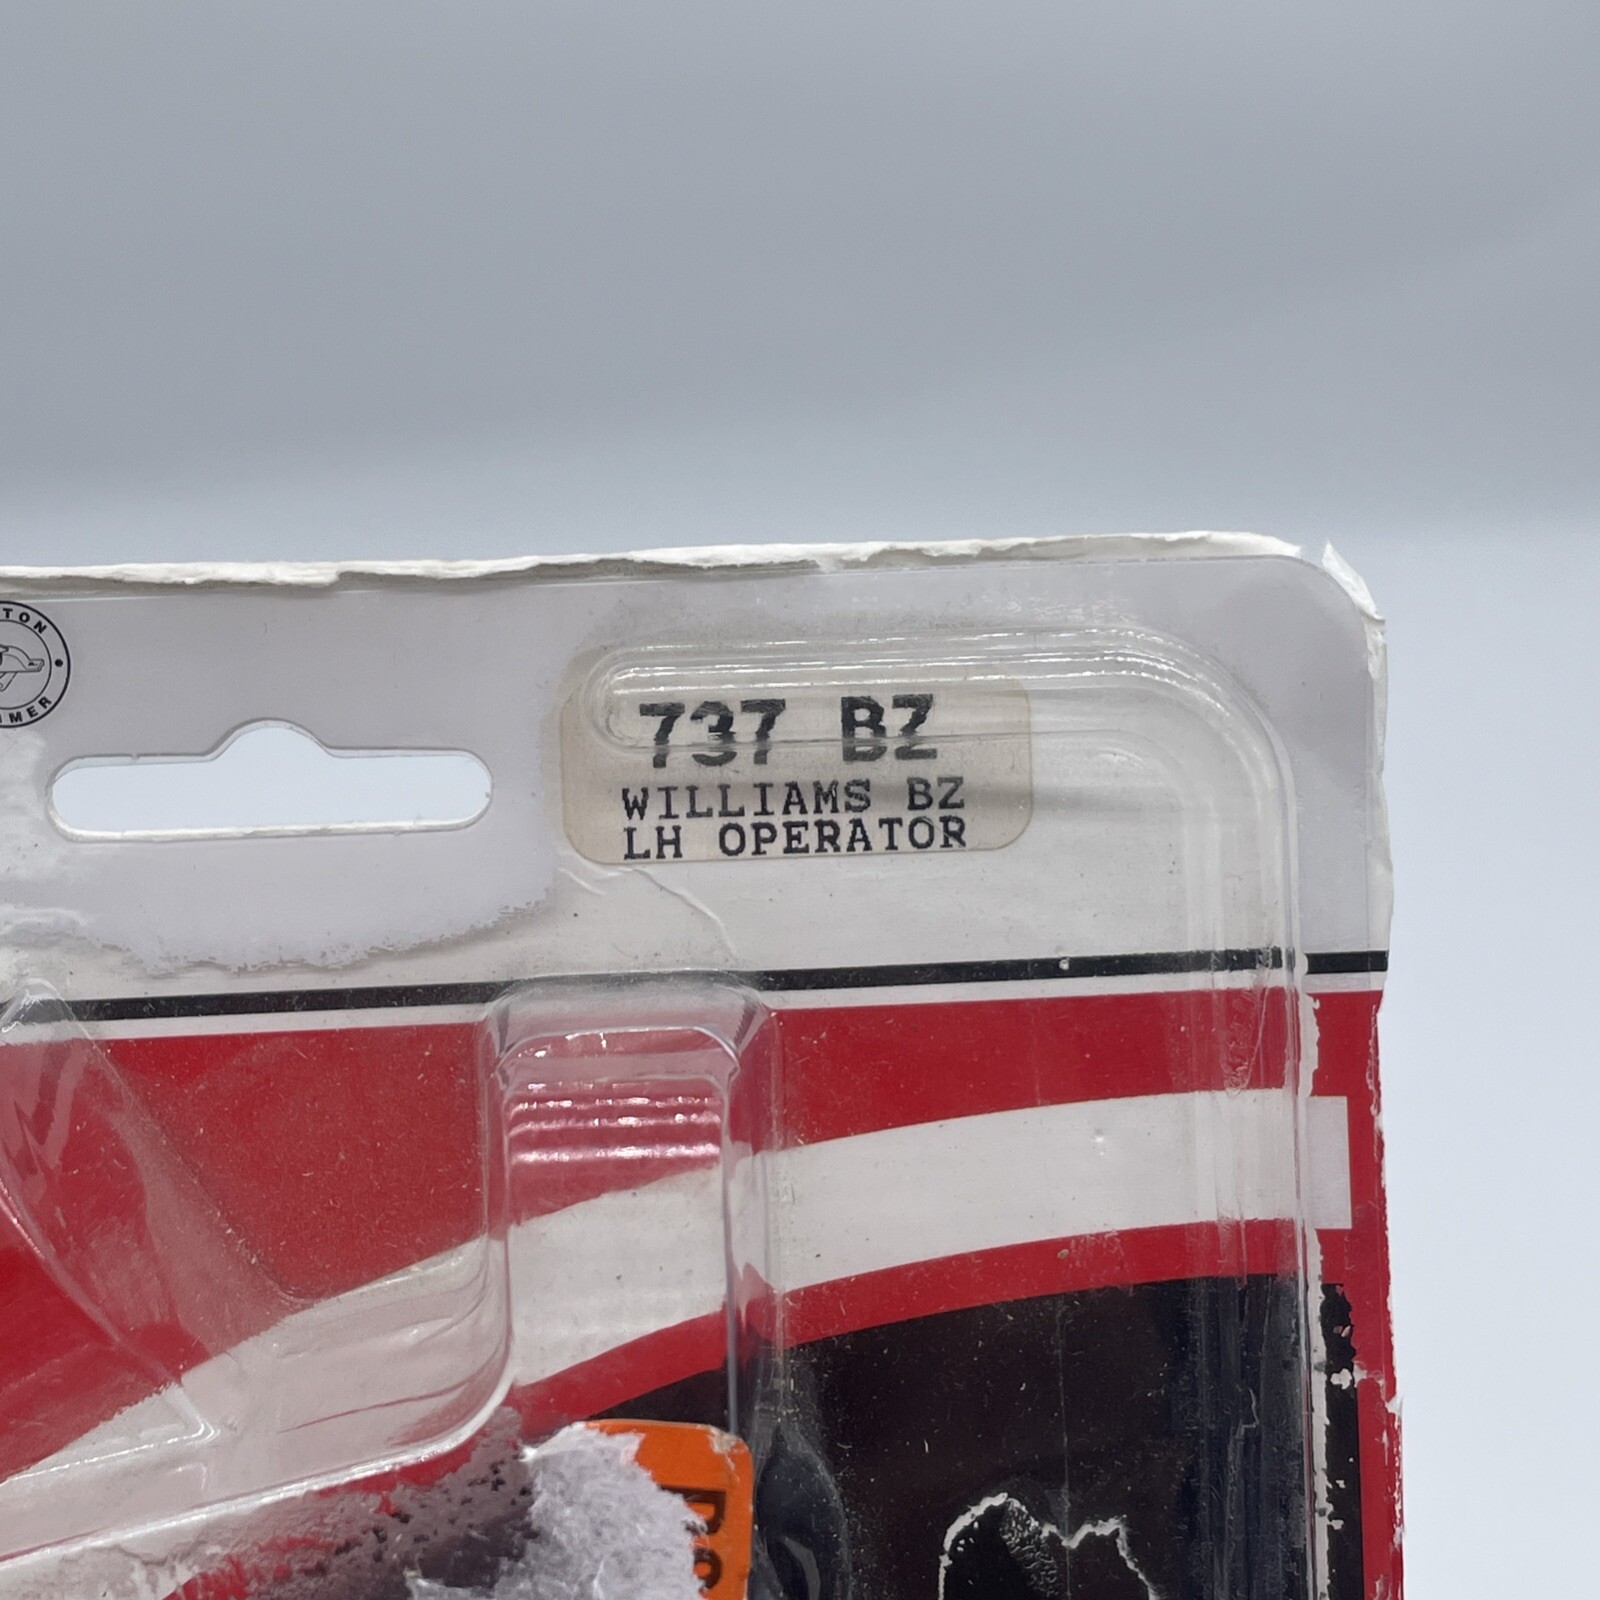 737 BZ
WILLIAMS BZ
LH OPERATOR